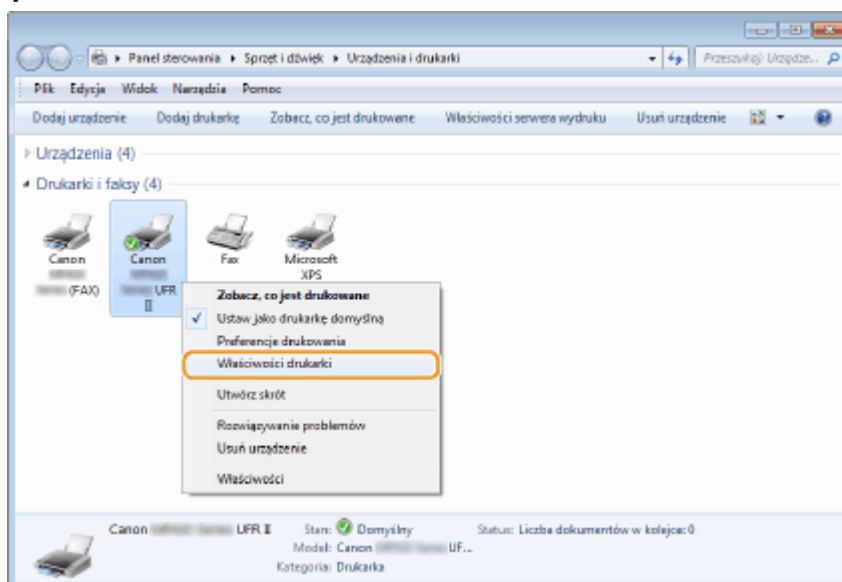 Panel sterowania ▸ Sprzęt i dźwięk ▸ Urządzenia i drukarki
Przeszukaj: Urządze...
Plik Edycja Widok Narzędzia Pomoc
Dodaj urządzenie Dodaj drukarkę Zobacz, co jest drukowane Właściwości serwera wydruku Usuń urządzenie
Urządzenia (4)
Drukarki i faksy (4)
Canon
(FAX)
Canon
UFR
II
Fax
Microsoft
XPS
Zobacz, co jest drukowane
Ustaw jako drukarkę domyślną
Preferencje drukowania
Właściwości drukarki
Utwórz skrót
Rozwiązywanie problemów
Usuń urządzenie
Właściwości
Canon UFR II Stan: Domyślny Status: Liczba dokumentów w kolejce: 0
Model: Canon UF...
Kategoria: Drukarka